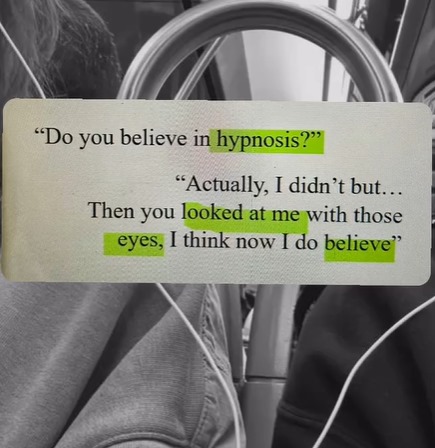 “Do you believe in hypnosis?”
“Actually, I didn’t but...
Then you looked at me with those
eyes, I think now I do believe”